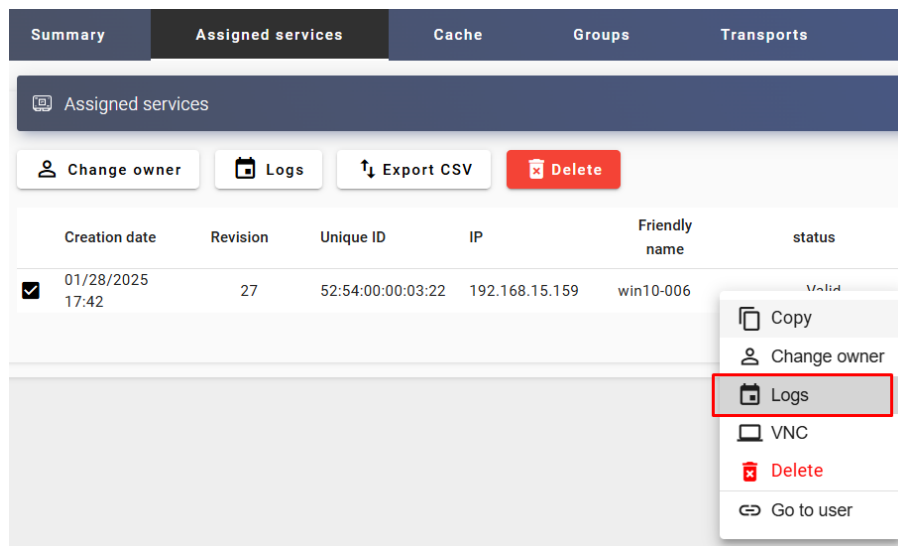 Summary Assigned services Cache Groups Transports
Assigned services
Change owner Logs Export CSV Delete
Creation date Revision Unique ID IP Friendly name status
01/28/2025 17:42 27 52:54:00:00:03:22 192.168.15.159 win10-006 Valid
Copy
Change owner
Logs
VNC
Delete
Go to user